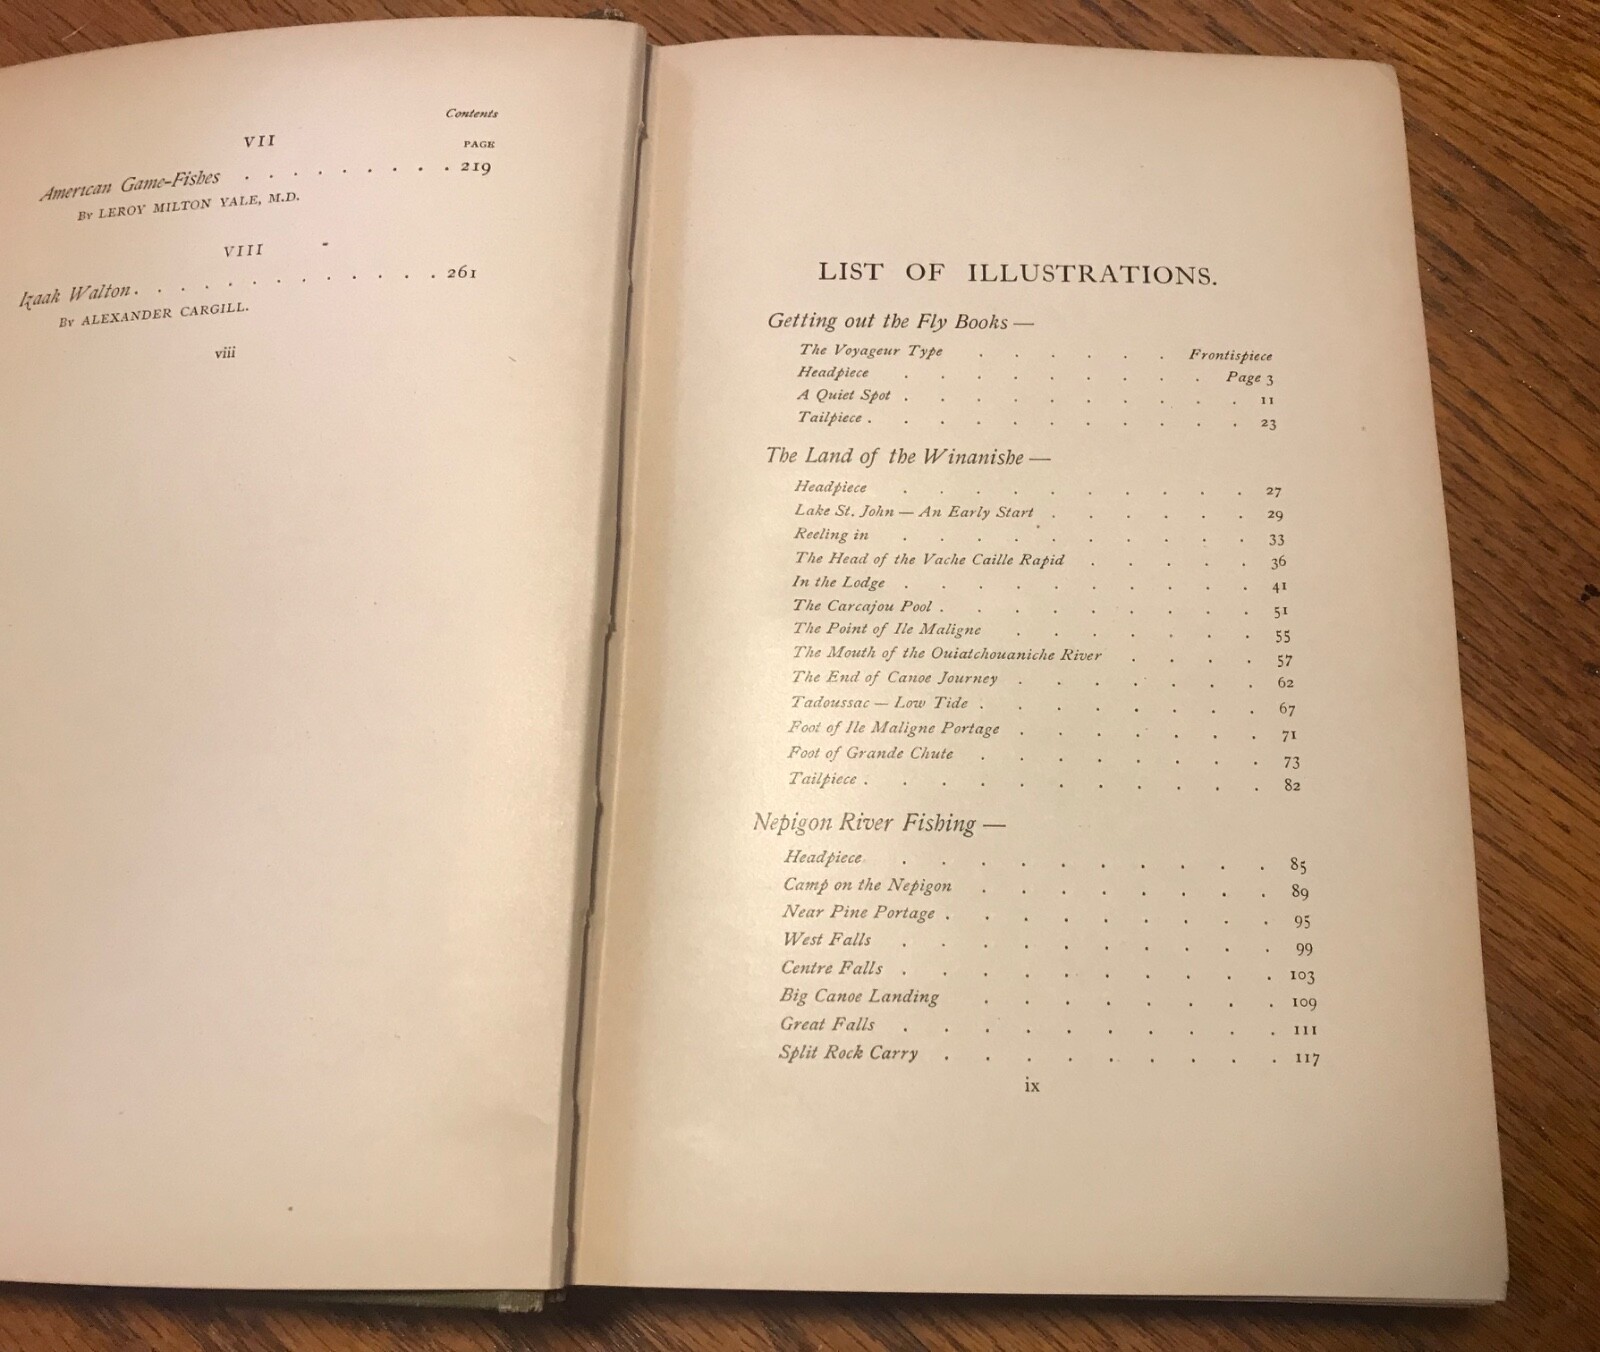 Contents
VII
PAGE
American Game-Fishes . . . . . . . . . 219
By LEROY MILTON YALE, M.D.
VIII
Izaak Walton . . . . . . . . . . . . 261
By ALEXANDER CARGILL.
viii
LIST OF ILLUSTRATIONS.
Getting out the Fly Books —
The Voyageur Type . . . . . . Frontispiece
Headpiece . . . . . . . . . Page 3
A Quiet Spot . . . . . . . . . . 11
Tailpiece . . . . . . . . . . . 23
The Land of the Winanishe —
Headpiece . . . . . . . . . . 27
Lake St. John — An Early Start . . . . . . 29
Reeling in . . . . . . . . . . 33
The Head of the Vache Caille Rapid . . . . . 36
In the Lodge . . . . . . . . . . 41
The Carcajou Pool . . . . . . . . . 51
The Point of Ile Maligne . . . . . . . 55
The Mouth of the Ouiatchouaniche River . . . . 57
The End of Canoe Journey . . . . . . . 62
Tadoussac — Low Tide . . . . . . . . 67
Foot of Ile Maligne Portage . . . . . . . 71
Foot of Grande Chute . . . . . . . . 73
Tailpiece . . . . . . . . . . . 82
Nepigon River Fishing —
Headpiece . . . . . . . . . . 85
Camp on the Nepigon . . . . . . . . 89
Near Pine Portage . . . . . . . . . 95
West Falls . . . . . . . . . . 99
Centre Falls . . . . . . . . . . 103
Big Canoe Landing . . . . . . . . 109
Great Falls . . . . . . . . . . 111
Split Rock Carry . . . . . . . . . 117
ix